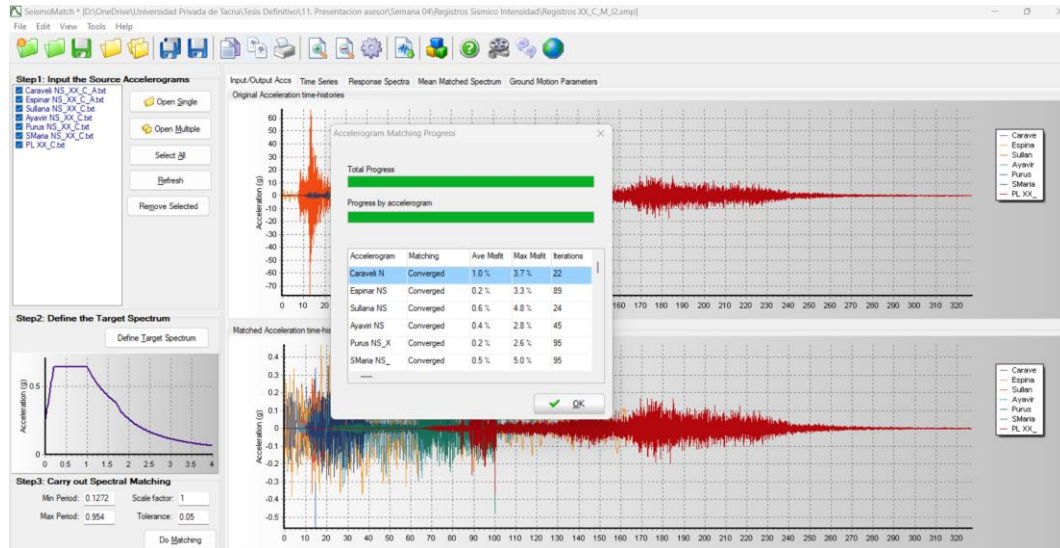 SeismoMatch * [D:\OneDrive\Universidad Privada de Tacna\Tesis Definitivo\11. Presentacion asesor\Semana 04\Registros Sismico Intensidad\Registros XX_C_M_I2.smp]
File Edit View Tools Help
Step1: Input the Source Accelerograms
Caraveli NS_XX_C_A.txt
Espinar NS_XX_C_A.txt
Sullana NS_XX_C.txt
Ayaviri NS_XX_C.txt
Purus NS_XX_C.txt
SMaria NS_XX_C.txt
PL XX_C.txt
Open Single
Open Multiple
Select All
Refresh
Remove Selected
Step2: Define the Target Spectrum
Define Target Spectrum
Acceleration (g)
0.5
0
0 0.5 1 1.5 2 2.5 3 3.5 4
Step3: Carry out Spectral Matching
Min Period: 0.1272 Scale factor: 1
Max Period: 0.954 Tolerance: 0.05
Do Matching
Input/Output Accs Time Series Response Spectra Mean Matched Spectrum Ground Motion Parameters
Original Acceleration time-histories
Acceleration (g)
60
50
40
30
20
10
0
-10
-20
-30
-40
-50
-60
-70
0 10 20 160 170 180 190 200 210 220 230 240 250 260 270 280 290 300 310 320
Carave
Espina
Sullan
Ayavir
Purus
SMaria
PL XX_
Accelerogram Matching Progress
Total Progress
Progress by accelerogram
Accelerogram Matching Ave Misfit Max Misfit Iterations
Caraveli N Converged 1.0 % 3.7 % 22
Espinar NS Converged 0.2 % 3.3 % 89
Sullana NS Converged 0.6 % 4.8 % 24
Ayaviri NS Converged 0.4 % 2.8 % 45
Purus NS_X Converged 0.2 % 2.6 % 95
SMaria NS_ Converged 0.5 % 5.0 % 95
OK
Matched Acceleration time-his
Acceleration (g)
0.4
0.3
0.2
0.1
0
-0.1
-0.2
-0.3
-0.4
-0.5
0 10 20 30 40 50 60 70 80 90 100 110 120 130 140 150 160 170 180 190 200 210 220 230 240 250 260 270 280 290 300 310 320
Carave
Espina
Sullan
Ayavir
Purus
SMaria
PL XX_